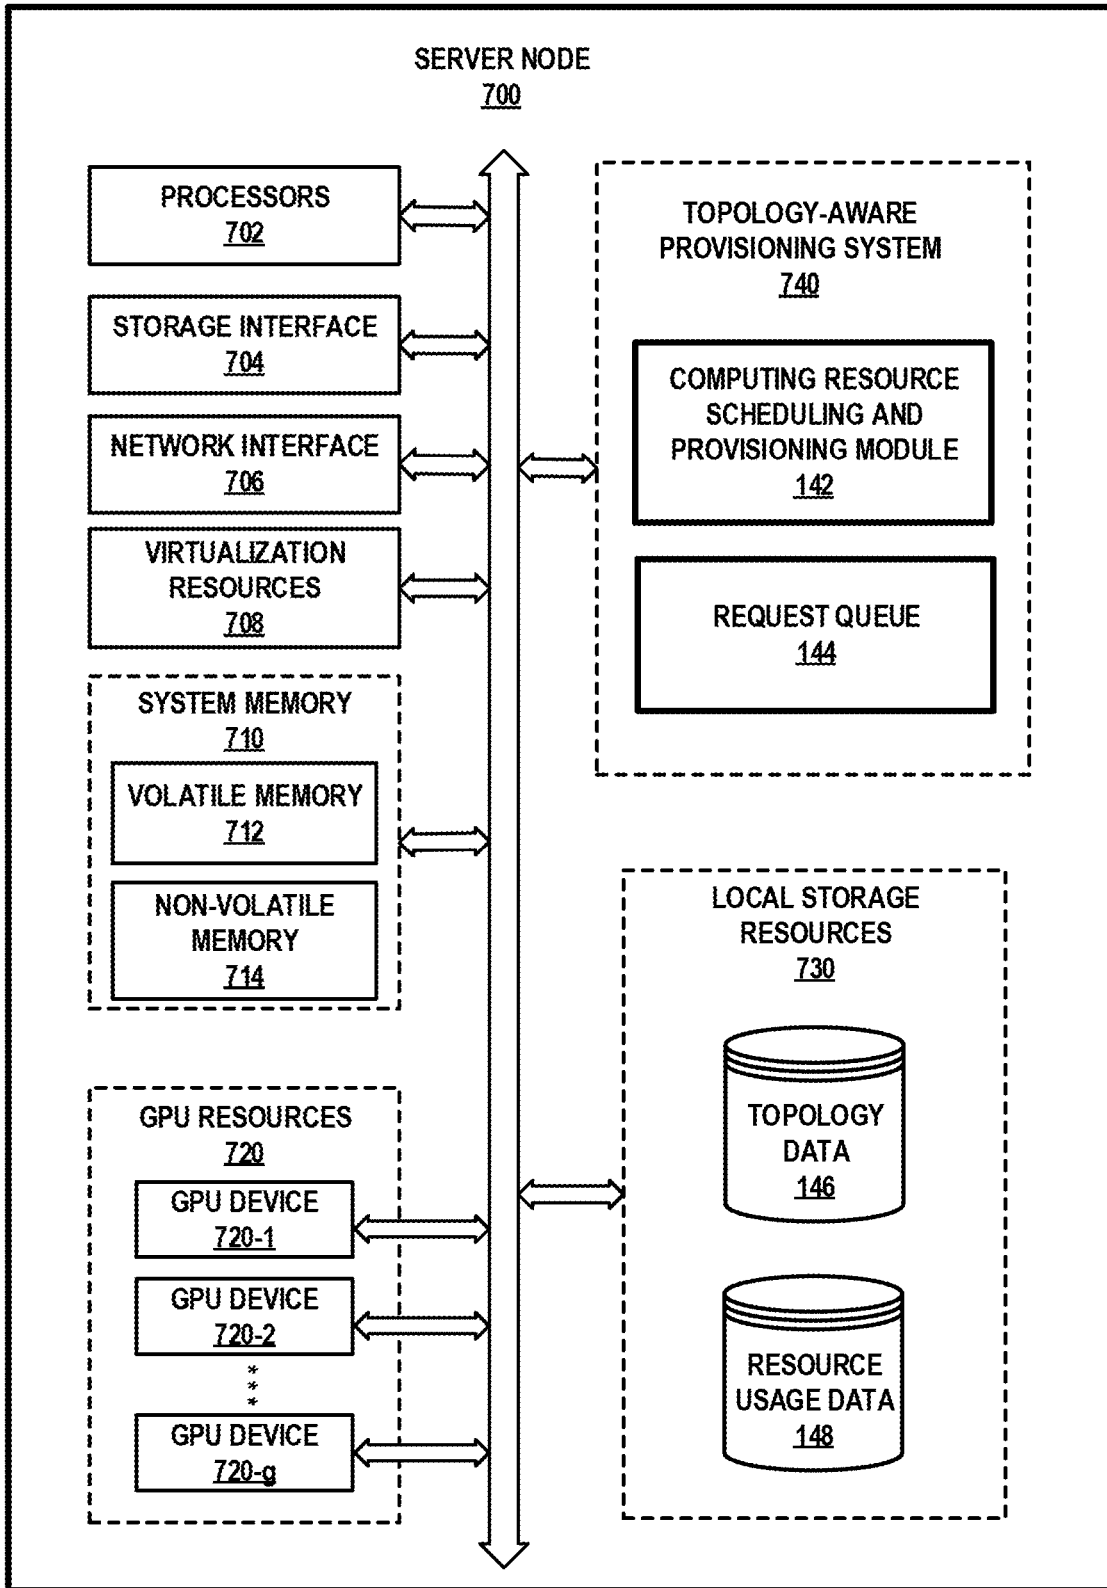 SERVER NODE
700
PROCESSORS
702
STORAGE INTERFACE
704
NETWORK INTERFACE
706
VIRTUALIZATION
RESOURCES
708
SYSTEM MEMORY
710
VOLATILE MEMORY
712
NON-VOLATILE
MEMORY
714
GPU RESOURCES
720
GPU DEVICE
720-1
GPU DEVICE
720-2
***
GPU DEVICE
720-g
TOPOLOGY-AWARE
PROVISIONING SYSTEM
740
COMPUTING RESOURCE
SCHEDULING AND
PROVISIONING MODULE
142
REQUEST QUEUE
144
LOCAL STORAGE
RESOURCES
730
TOPOLOGY
DATA
146
RESOURCE
USAGE DATA
148